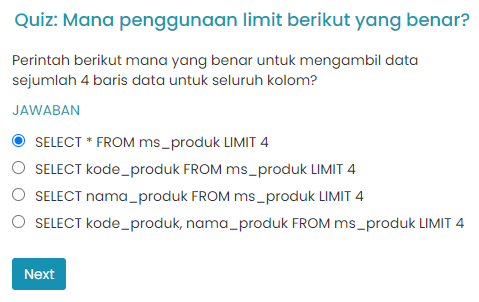 Quiz: Mana penggunaan limit berikut yang benar?
Perintah berikut mana yang benar untuk mengambil data
sejumlah 4 baris data untuk seluruh kolom?
JAWABAN
SELECT * FROM ms_produk LIMIT 4
SELECT kode_produk FROM ms_produk LIMIT 4
SELECT nama_produk FROM ms_produk LIMIT 4
SELECT kode_produk, nama_produk FROM ms_produk LIMIT 4
Next